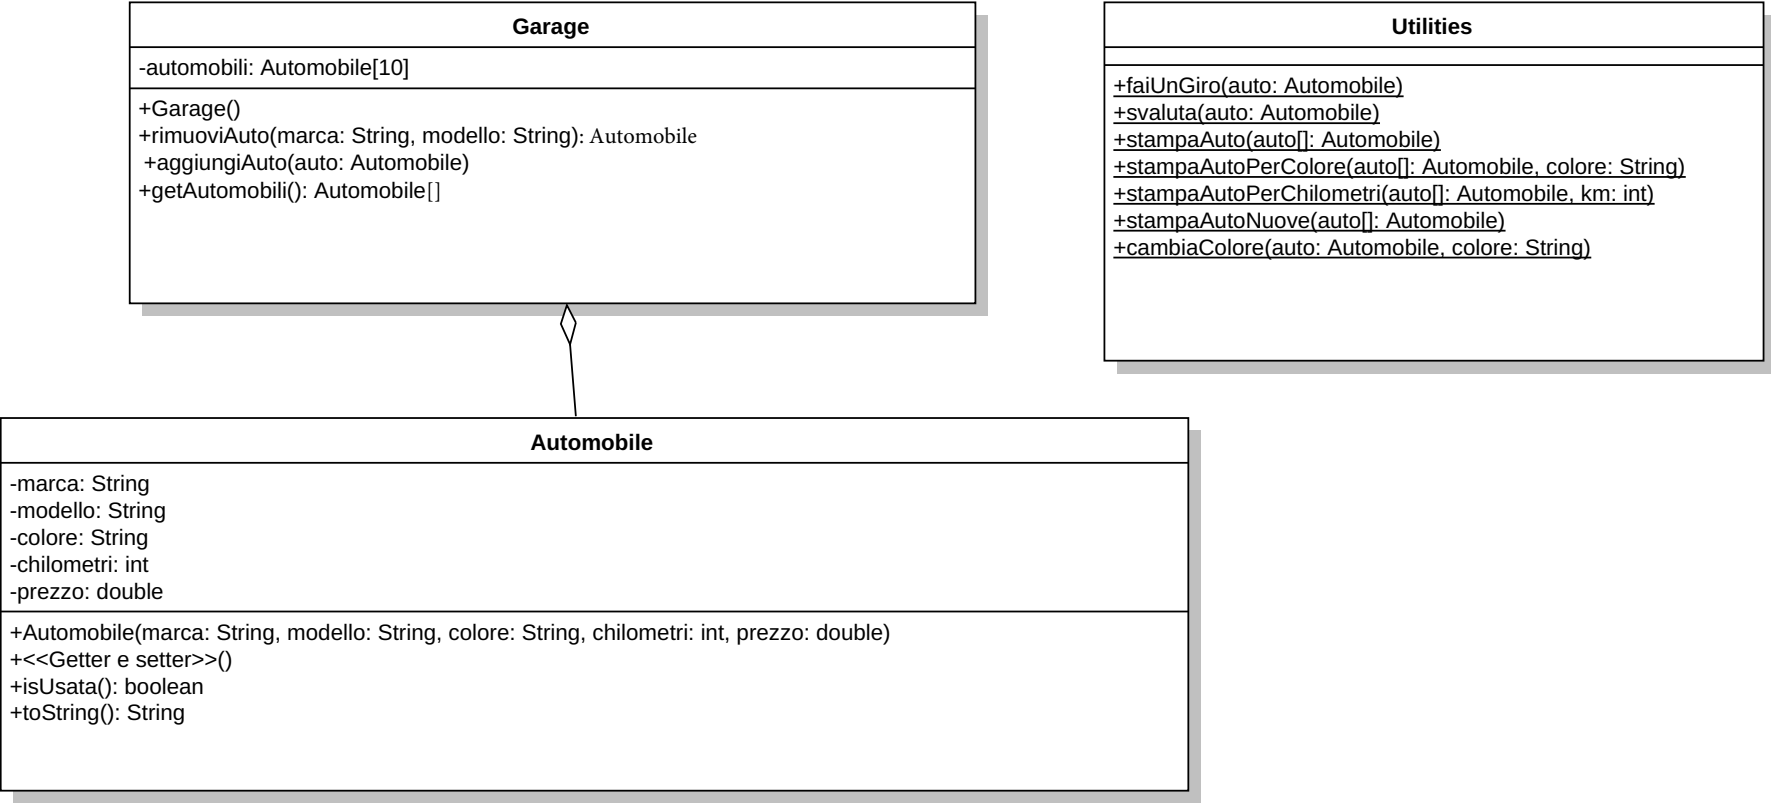 Garage
-automobili: Automobile[10]
+Garage()
+rimuoviAuto(marca: String, modello: String): Automobile
+aggiungiAuto(auto: Automobile)
+getAutomobili(): Automobile[]
Utilities
+faiUnGiro(auto: Automobile)
+svaluta(auto: Automobile)
+stampaAuto(auto[]: Automobile)
+stampaAutoPerColore(auto[]: Automobile, colore: String)
+stampaAutoPerChilometri(auto[]: Automobile, km: int)
+stampaAutoNuove(auto[]: Automobile)
+cambiaColore(auto: Automobile, colore: String)
Automobile
-marca: String
-modello: String
-colore: String
-chilometri: int
-prezzo: double
+Automobile(marca: String, modello: String, colore: String, chilometri: int, prezzo: double)
+<<Getter e setter>>()
+isUsata(): boolean
+toString(): String